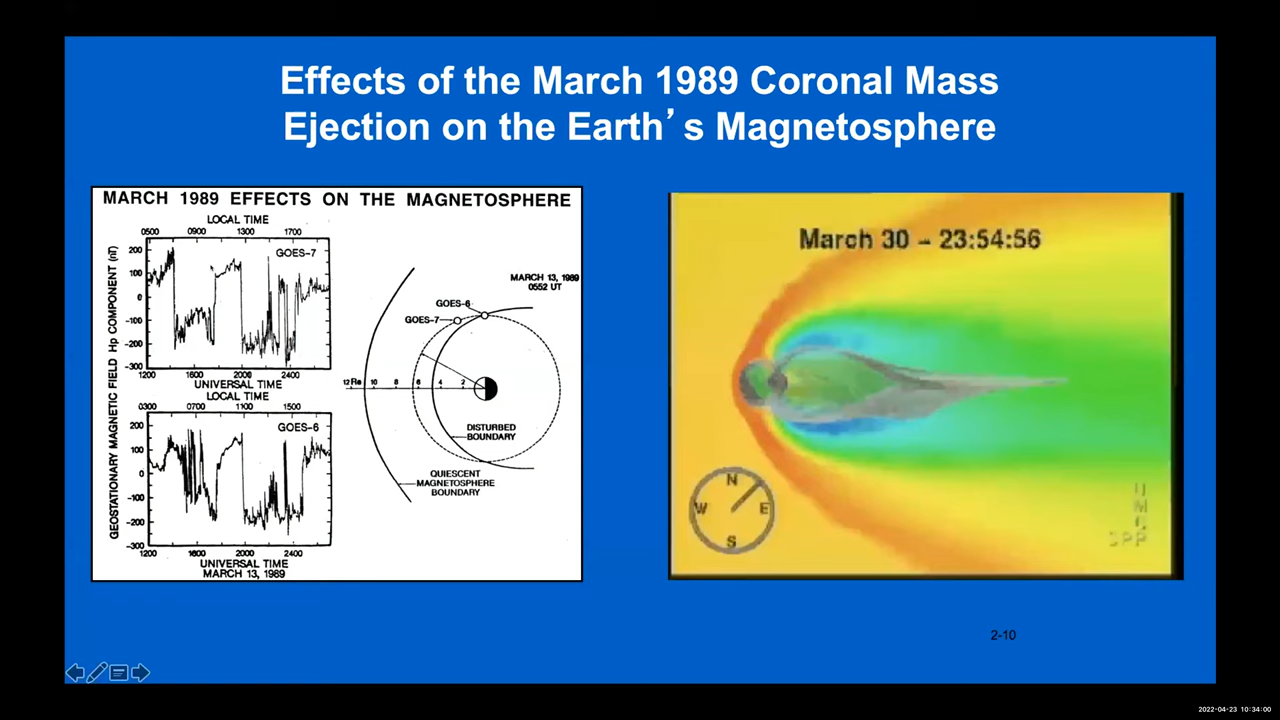 Effects of the March 1989 Coronal Mass
Ejection on the Earth’s Magnetosphere
MARCH 1989 EFFECTS ON THE MAGNETOSPHERE
LOCAL TIME
0500 0900 1300 1700
GOES-7
200
100
0
-100
-200
-300
1200 1600 2000 2400
UNIVERSAL TIME
GEOSTATIONARY MAGNETIC FIELD Hp COMPONENT (nT)
LOCAL TIME
0300 0700 1100 1500
GOES-6
200
100
0
-100
-200
-300
1200 1600 2000 2400
UNIVERSAL TIME
MARCH 13, 1989
MARCH 13, 1989
0552 UT
GOES-6
GOES-7
12 Re 10 8 6 4 2
DISTURBED
BOUNDARY
QUIESCENT
MAGNETOSPHERE
BOUNDARY
March 30 - 23:54:56
N
W E
S
SPP
2-10
2022-04-23 10:34:00